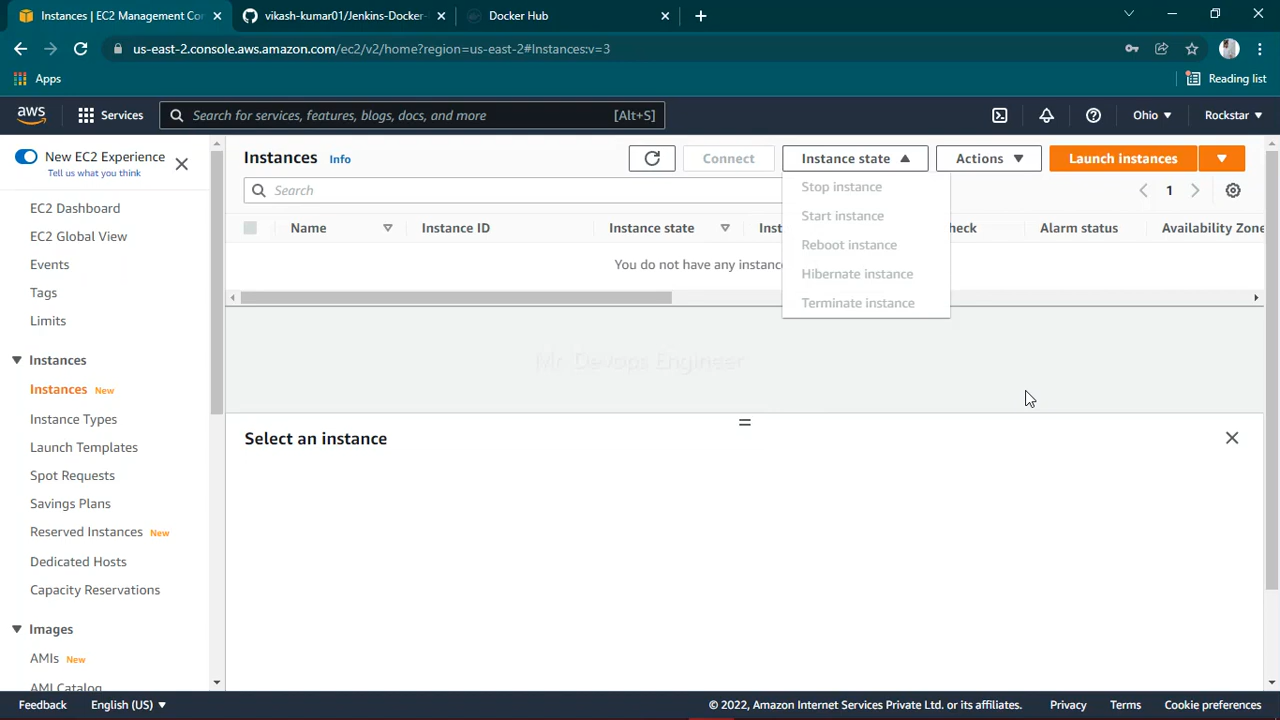 Instances | EC2 Management Co
vikash-kumar01/Jenkins-Docker-
Docker Hub
us-east-2.console.aws.amazon.com/ec2/v2/home?region=us-east-2#Instances:v=3
Apps
Reading list
aws
Services
Search for services, features, blogs, docs, and more
[Alt+S]
Ohio
Rockstar
New EC2 Experience
Tell us what you think
EC2 Dashboard
EC2 Global View
Events
Tags
Limits
Instances
Instances New
Instance Types
Launch Templates
Spot Requests
Savings Plans
Reserved Instances New
Dedicated Hosts
Capacity Reservations
Images
AMIs New
AMI Catalog
Instances Info
Connect
Instance state
Actions
Launch instances
Search
1
Stop instance
Start instance
Reboot instance
Hibernate instance
Terminate instance
Name
Instance ID
Instance state
Inst
heck
Alarm status
Availability Zone
You do not have any instanc
Mr. Devops Engineer
Select an instance
Feedback
English (US)
© 2022, Amazon Internet Services Private Ltd. or its affiliates.
Privacy
Terms
Cookie preferences